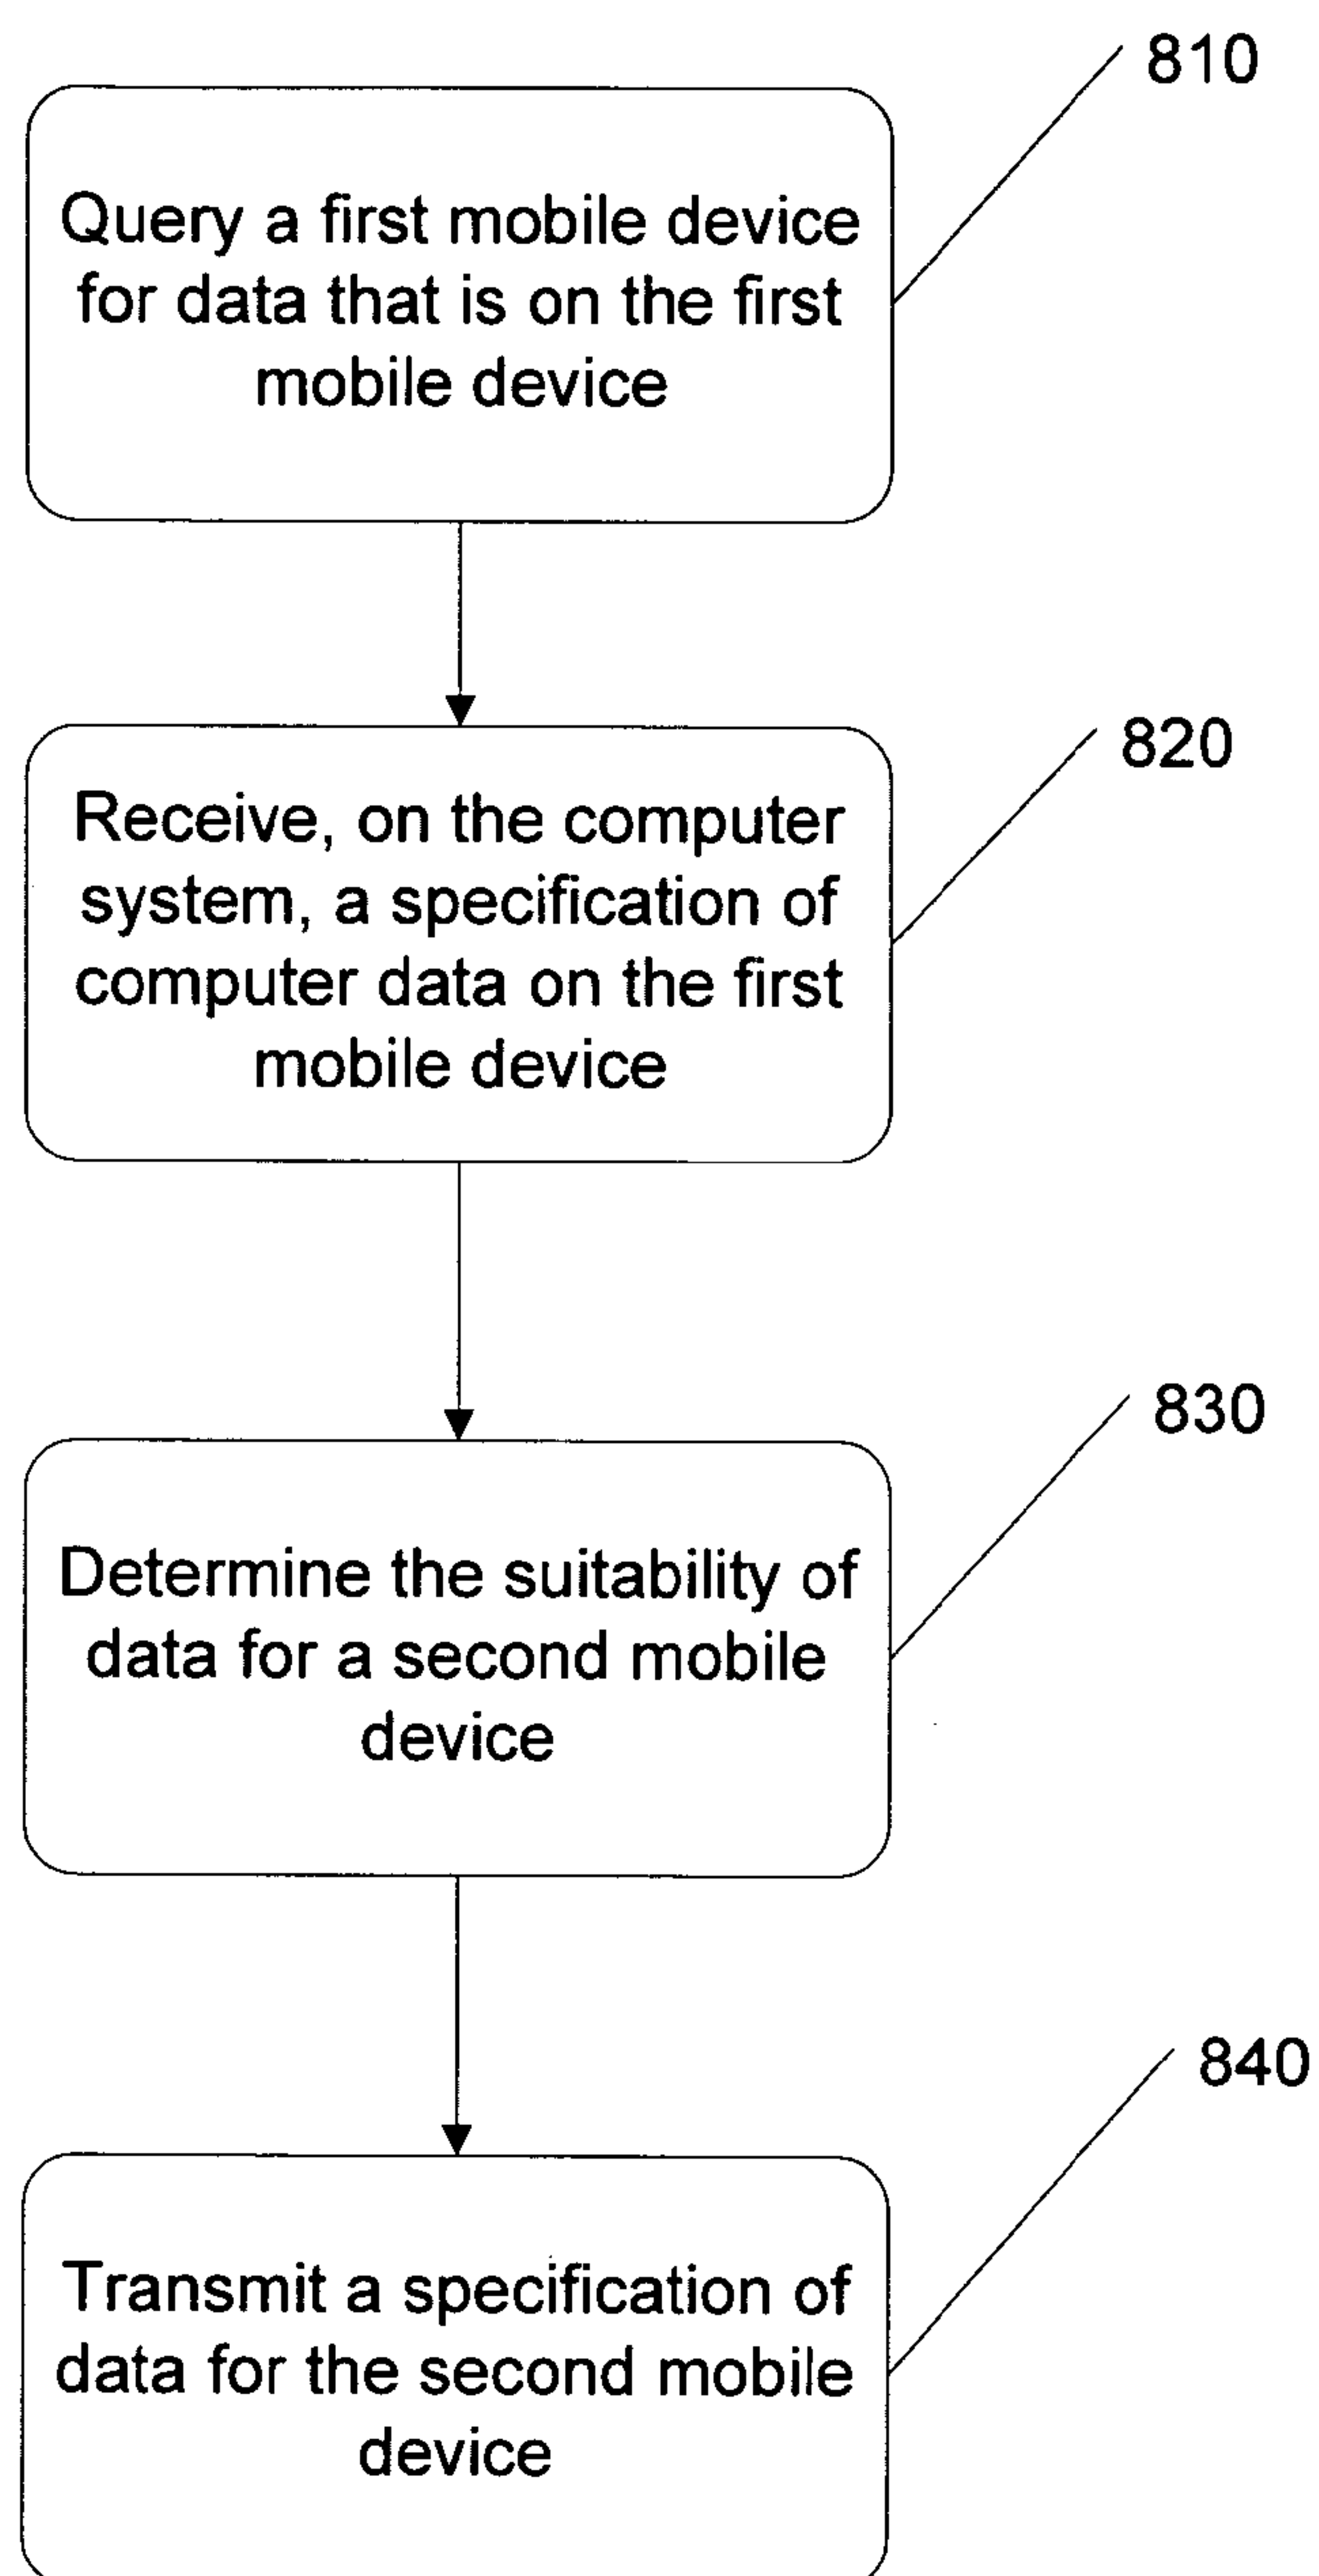 810
Query a first mobile device
for data that is on the first
mobile device
820
Receive, on the computer
system, a specification of
computer data on the first
mobile device
830
Determine the suitability of
data for a second mobile
device
840
Transmit a specification of
data for the second mobile
device